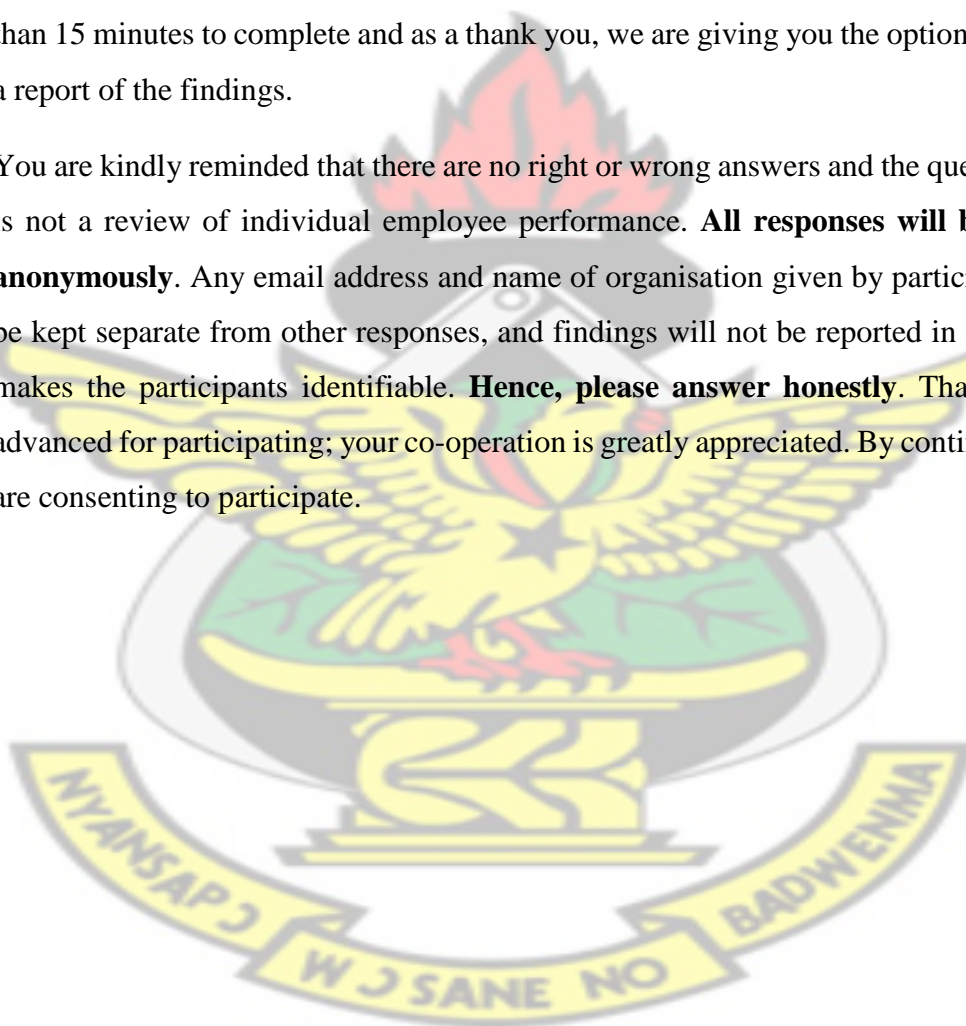 than 15 minutes to complete and as a thank you, we are giving you the option
a report of the findings.
You are kindly reminded that there are no right or wrong answers and the que
is not a review of individual employee performance. All responses will b
anonymously. Any email address and name of organisation given by partici
be kept separate from other responses, and findings will not be reported in
makes the participants identifiable. Hence, please answer honestly. Tha
advanced for participating; your co-operation is greatly appreciated. By contin
are consenting to participate.
NYANSAPƆ WƆSANE NO BADWENMA